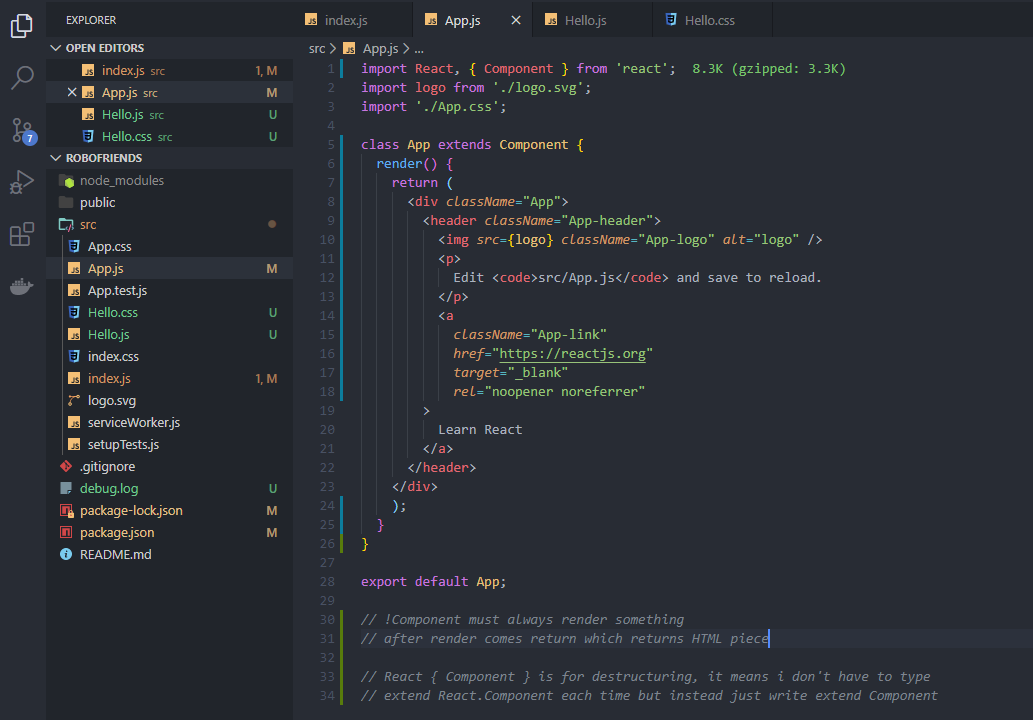 EXPLORER
OPEN EDITORS
index.js src 1, M
App.js src M
Hello.js src U
Hello.css src U
7
ROBOFRIENDS
node_modules
public
src
App.css
App.js M
App.test.js
Hello.css U
Hello.js U
index.css
index.js 1, M
logo.svg
serviceWorker.js
setupTests.js
.gitignore
debug.log U
package-lock.json M
package.json M
README.md
index.js App.js Hello.js Hello.css
src > App.js > ...
1 import React, { Component } from 'react'; 8.3K (gzipped: 3.3K)
2 import logo from './logo.svg';
3 import './App.css';
4
5 class App extends Component {
6   render() {
7     return (
8       <div className="App">
9         <header className="App-header">
10           <img src={logo} className="App-logo" alt="logo" />
11           <p>
12             Edit <code>src/App.js</code> and save to reload.
13           </p>
14           <a
15             className="App-link"
16             href="https://reactjs.org"
17             target="_blank"
18             rel="noopener noreferrer"
19         >
20           Learn React
21         </a>
22       </header>
23     </div>
24     );
25   }
26 }
27
28 export default App;
29
30 // !Component must always render something
31 // after render comes return which returns HTML piece
32
33 // React { Component } is for destructuring, it means i don't have to type
34 // extend React.Component each time but instead just write extend Component